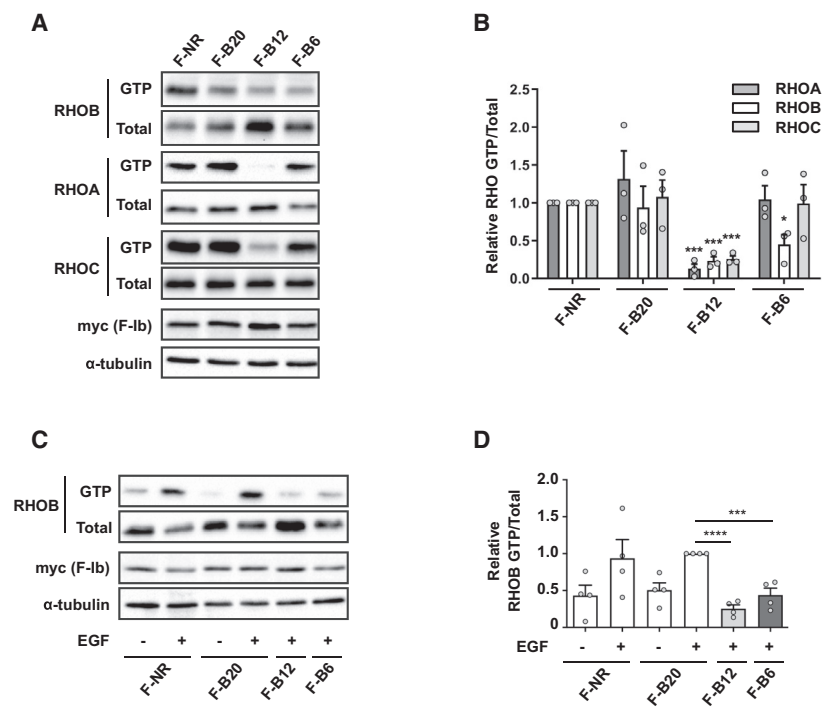 A
F-NR F-B20 F-B12 F-B6
RHOB
GTP
Total
RHOA
GTP
Total
RHOC
GTP
Total
myc (F-Ib)
α-tubulin
B
Relative RHO GTP/Total
2.5
2.0
1.5
1.0
0.5
0.0
RHOA
RHOB
RHOC
*** *** *** *
F-NR F-B20 F-B12 F-B6
C
RHOB
GTP
Total
myc (F-Ib)
α-tubulin
EGF - + - + + +
F-NR F-B20 F-B12 F-B6
D
Relative
RHOB GTP/Total
2.0
1.5
1.0
0.5
0
***
****
EGF - + - + + +
F-NR F-B20 F-B12 F-B6